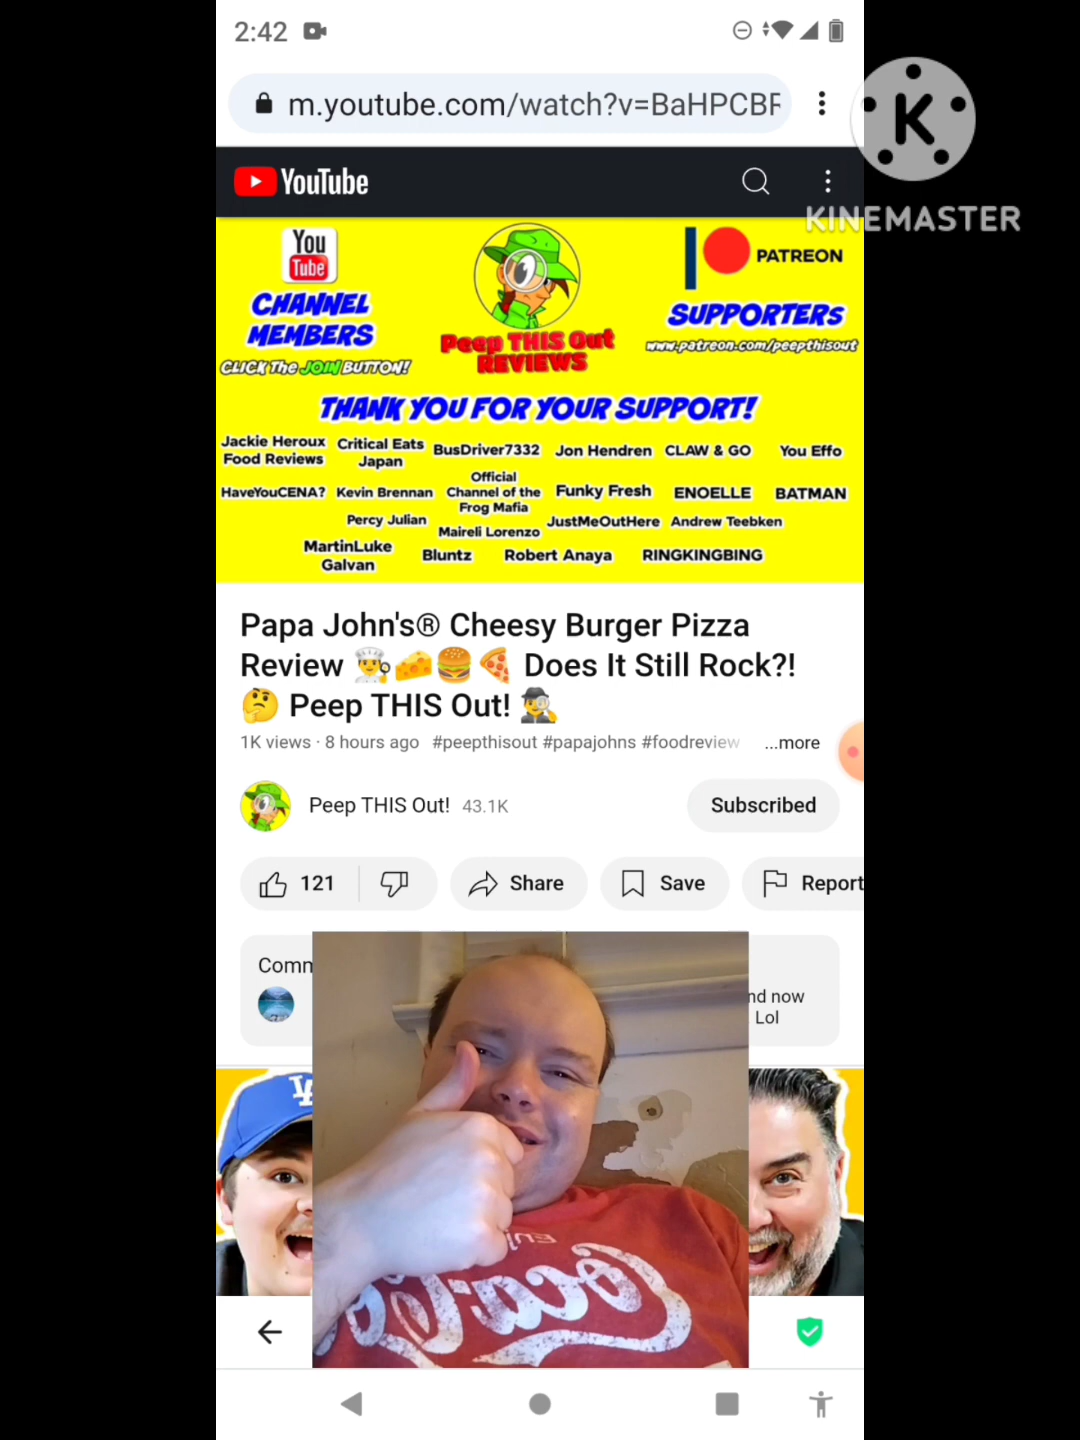 2:42
m.youtube.com/watch?v=BaHPCBF
K
KINEMASTER
YouTube
You
Tube
CHANNEL
MEMBERS
CLICK The JOIN BUTTON!
Peep THIS Out
REVIEWS
PATREON
SUPPORTERs
www.patreon.com/peepthisout
THANK YOU FOR YOUR SUPPORT!
Jackie Heroux
Food Reviews
Critical Eats
Japan
BusDriver7332
Jon Hendren
CLAW & GO
You Effo
HaveYouCENA?
Kevin Brennan
Official
Channel of the
Frog Mafia
Funky Fresh
ENOELLE
BATMAN
Percy Julian
Maireli Lorenzo
JustMeOutHere
Andrew Teebken
MartinLuke
Galvan
Bluntz
Robert Anaya
RINGKINGBING
Papa John's® Cheesy Burger Pizza
Review 👨‍🍳🧀🍔🍕 Does It Still Rock?!
🤔 Peep THIS Out! 🕵️
1K views · 8 hours ago #peepthisout #papajohns #foodreview ...more
Peep THIS Out! 43.1K
Subscribed
121
Share
Save
Report
Comm
nd now
Lol
LA
Coca-Cola